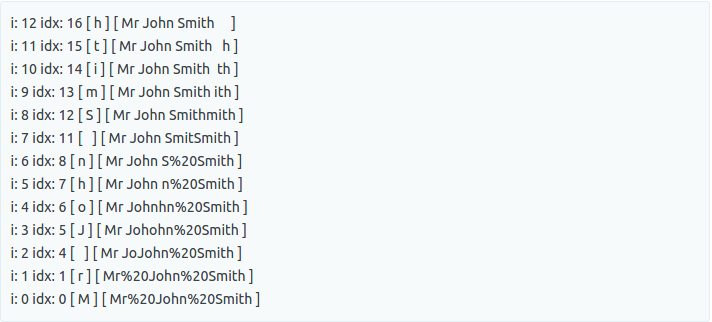 i: 12 idx: 16 [ h ] [ Mr John Smith     ]
i: 11 idx: 15 [ t ] [ Mr John Smith   h ]
i: 10 idx: 14 [ i ] [ Mr John Smith  th ]
i: 9 idx: 13 [ m ] [ Mr John Smith ith ]
i: 8 idx: 12 [ S ] [ Mr John Smithmith ]
i: 7 idx: 11 [   ] [ Mr John SmitSmith ]
i: 6 idx: 8 [ n ] [ Mr John S%20Smith ]
i: 5 idx: 7 [ h ] [ Mr John n%20Smith ]
i: 4 idx: 6 [ o ] [ Mr Johnhn%20Smith ]
i: 3 idx: 5 [ J ] [ Mr Johohn%20Smith ]
i: 2 idx: 4 [   ] [ Mr JoJohn%20Smith ]
i: 1 idx: 1 [ r ] [ Mr%20John%20Smith ]
i: 0 idx: 0 [ M ] [ Mr%20John%20Smith ]